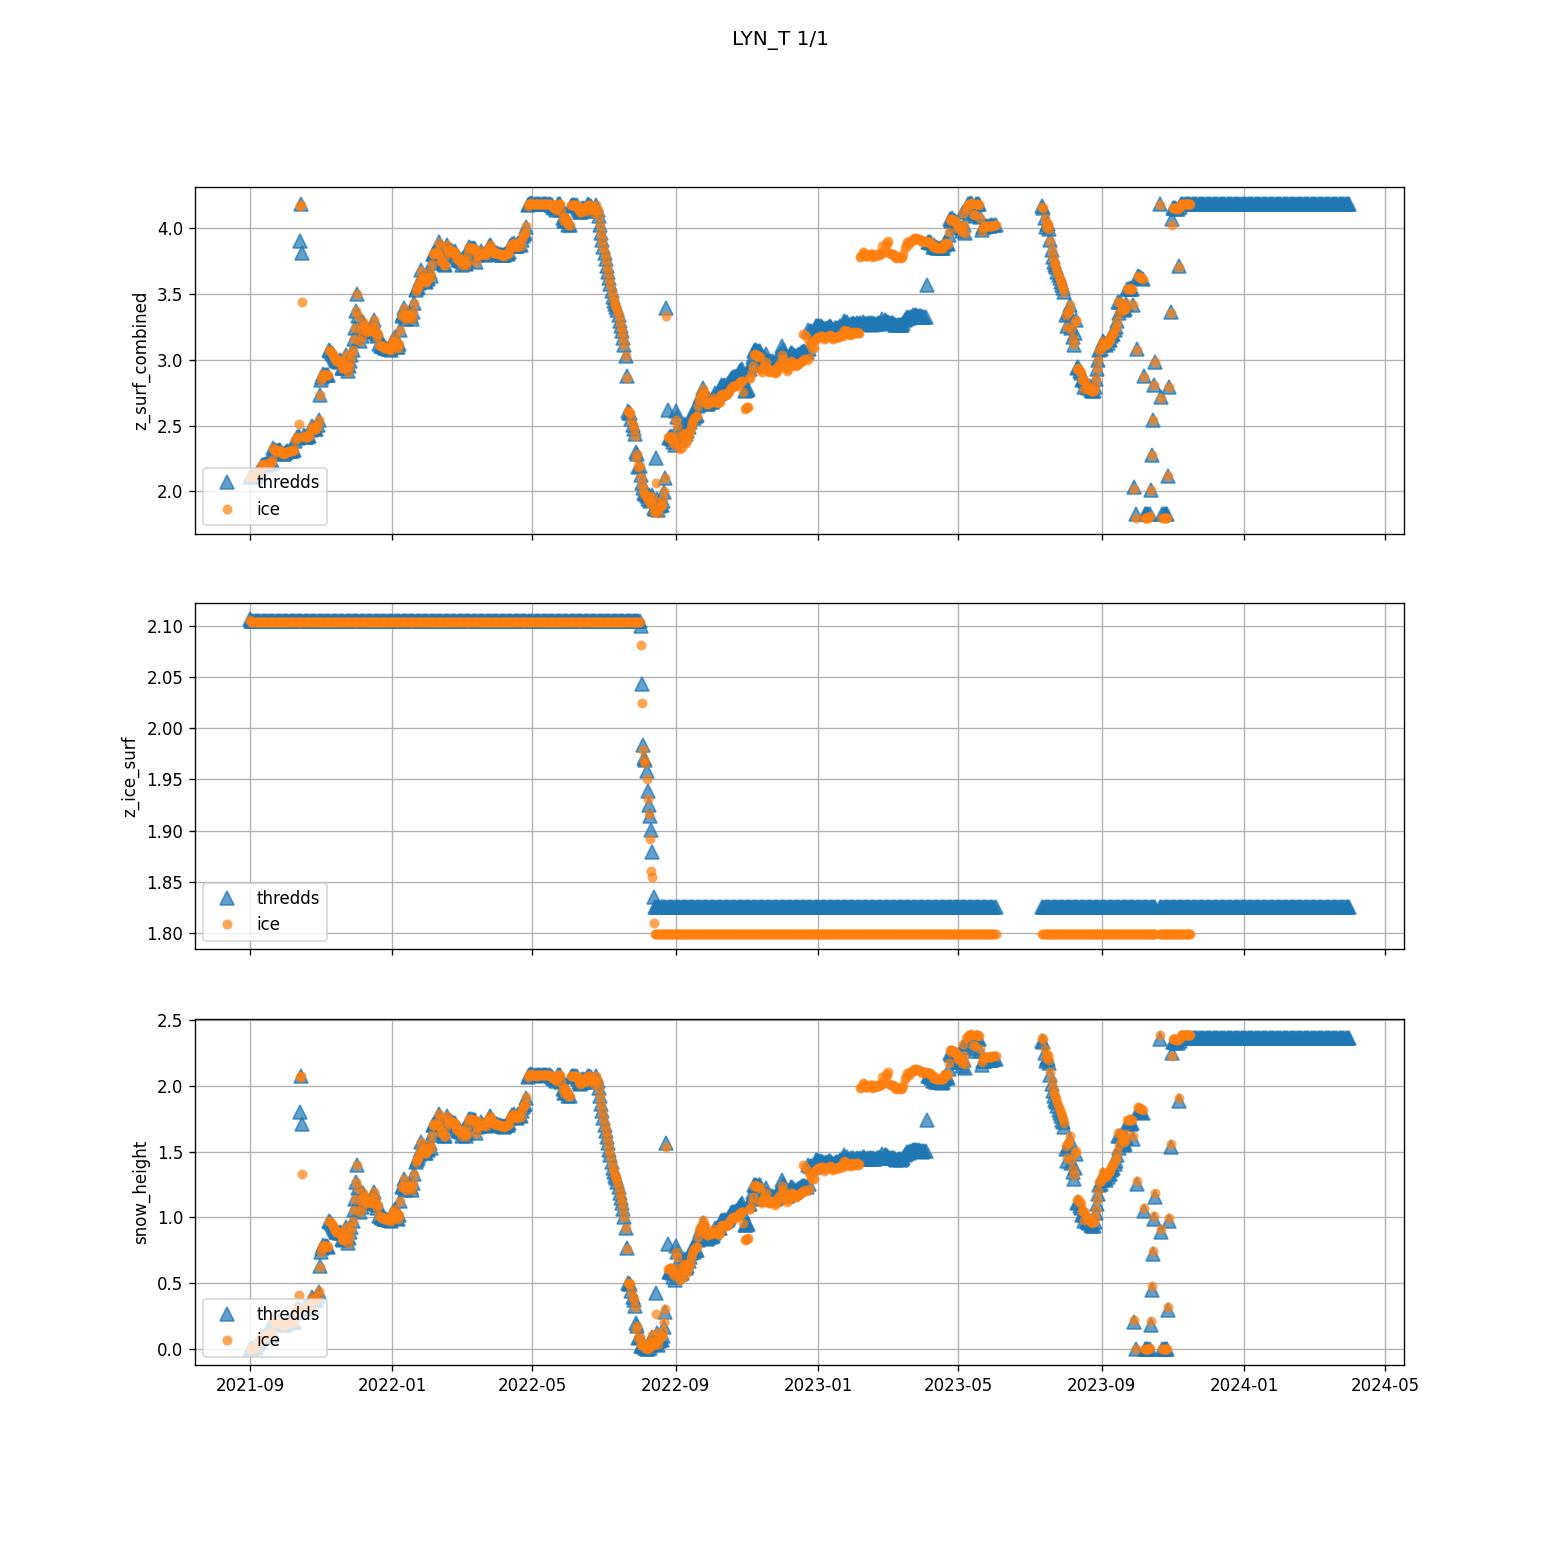 LYN_T 1/1
z_surf_combined
4.0
3.5
3.0
2.5
2.0
thredds
ice
z_ice_surf
2.10
2.05
2.00
1.95
1.90
1.85
1.80
thredds
ice
snow_height
2.5
2.0
1.5
1.0
0.5
0.0
thredds
ice
2021-09 2022-01 2022-05 2022-09 2023-01 2023-05 2023-09 2024-01 2024-05